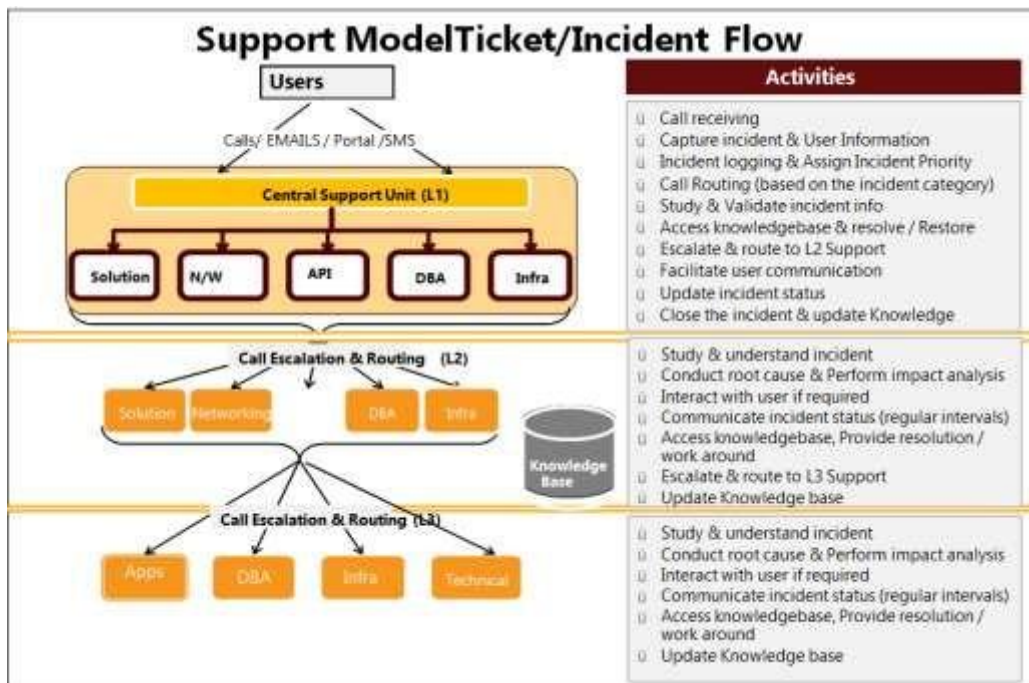 Support ModelTicket/Incident Flow
Users
Calls/ EMAILS / Portal /SMS
Central Support Unit (L1)
Solution
N/W
API
DBA
Infra
Activities
ü Call receiving
ü Capture incident & User Information
ü Incident logging & Assign Incident Priority
ü Call Routing (based on the incident category)
ü Study & Validate incident info
ü Access knowledgebase & resolve / Restore
ü Escalate & route to L2 Support
ü Facilitate user communication
ü Update incident status
ü Close the incident & update Knowledge
Call Escalation & Routing (L2)
Solution
Networking
DBA
Infra
Knowledge
Base
ü Study & understand incident
ü Conduct root cause & Perform impact analysis
ü Interact with user if required
ü Communicate incident status (regular intervals)
ü Access knowledgebase, Provide resolution /
work around
ü Escalate & route to L3 Support
ü Update Knowledge base
Call Escalation & Routing (L3)
Apps
DBA
Infra
Technical
ü Study & understand incident
ü Conduct root cause & Perform impact analysis
ü Interact with user if required
ü Communicate incident status (regular intervals)
ü Access knowledgebase, Provide resolution /
work around
ü Update Knowledge base